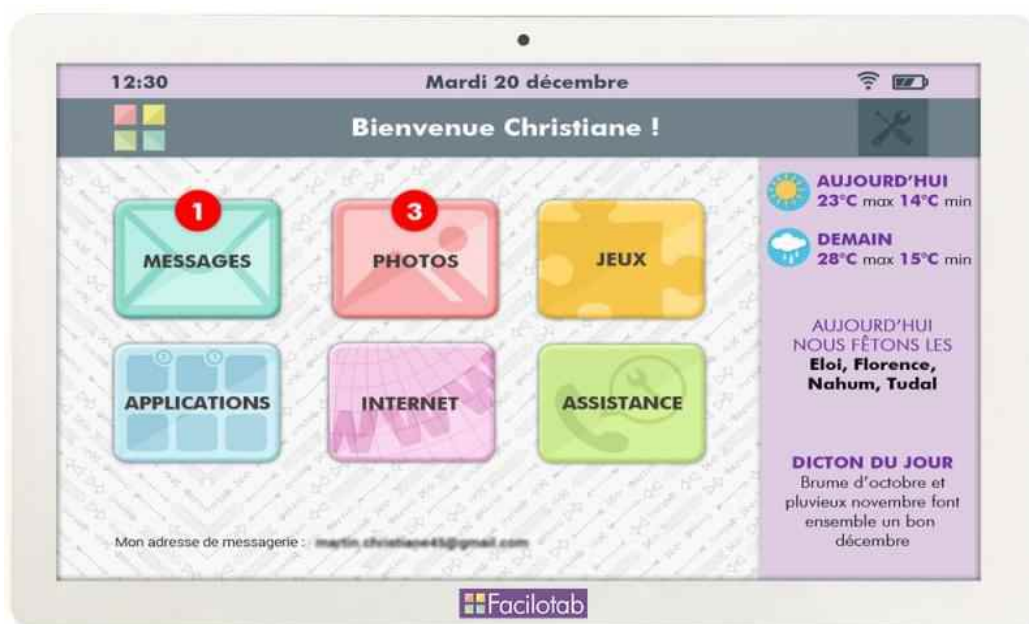 12:30
Mardi 20 décembre
Bienvenue Christiane !
1
MESSAGES
3
PHOTOS
JEUX
APPLICATIONS
INTERNET
ASSISTANCE
Mon adresse de messagerie :
AUJOURD'HUI
23°C max 14°C min
DEMAIN
28°C max 15°C min
AUJOURD'HUI
NOUS FÊTONS LES
Eloi, Florence,
Nahum, Tudal
DICTON DU JOUR
Brume d'octobre et
pluvieux novembre font
ensemble un bon
décembre
Facilotab